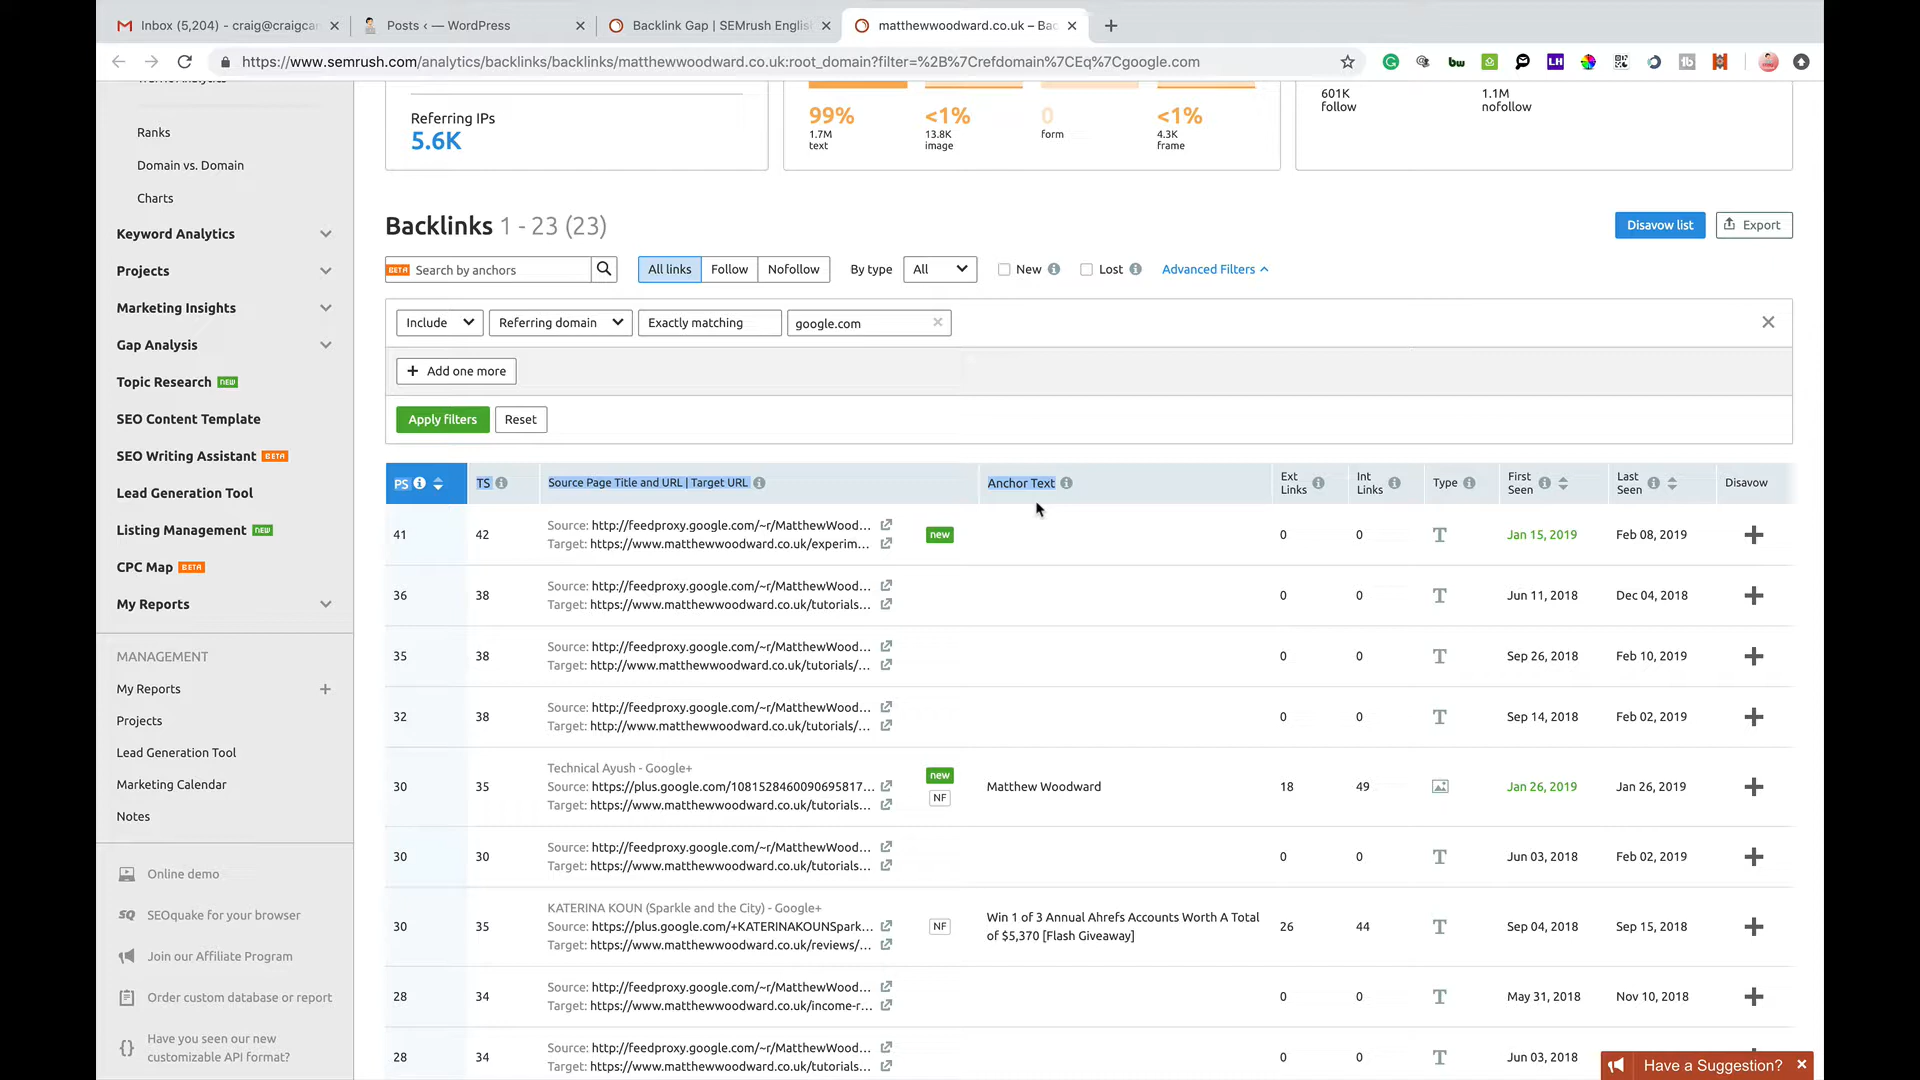 Inbox (5,204) - craig@craigcan
Posts ‹ — WordPress
Backlink Gap | SEMrush Englis
matthewwoodward.co.uk – Bac
https://www.semrush.com/analytics/backlinks/backlinks/matthewwoodward.co.uk:root_domain?filter=%2B%7Crefdomain%7CEq%7Cgoogle.com
bw
LH
tb
Traffic Analytics
Ranks
Domain vs. Domain
Charts
Keyword Analytics
Projects
Marketing Insights
Gap Analysis
Topic Research NEW
SEO Content Template
SEO Writing Assistant BETA
Lead Generation Tool
Listing Management NEW
CPC Map BETA
My Reports
MANAGEMENT
My Reports +
Projects
Lead Generation Tool
Marketing Calendar
Notes
Online demo
SQ SEOquake for your browser
Join our Affiliate Program
Order custom database or report
{} Have you seen our new
customizable API format?
Referring IPs
5.6K
99%
1.7M
text
<1%
13.8K
image
0
form
<1%
4.3K
frame
601K
follow
1.1M
nofollow
Backlinks 1 - 23 (23)
Disavow list
Export
BETA Search by anchors
All links Follow Nofollow
By type All
New
Lost
Advanced Filters
Include Referring domain Exactly matching google.com
+ Add one more
Apply filters Reset
PS TS Source Page Title and URL | Target URL Anchor Text Ext Links Int Links Type First Seen Last Seen Disavow
41 42 Source: http://feedproxy.google.com/~r/MatthewWood... new 0 0 T Jan 15, 2019 Feb 08, 2019
Target: https://www.matthewwoodward.co.uk/experim...
36 38 Source: http://feedproxy.google.com/~r/MatthewWood... 0 0 T Jun 11, 2018 Dec 04, 2018
Target: https://www.matthewwoodward.co.uk/tutorials...
35 38 Source: http://feedproxy.google.com/~r/MatthewWood... 0 0 T Sep 26, 2018 Feb 10, 2019
Target: http://www.matthewwoodward.co.uk/tutorials/...
32 38 Source: http://feedproxy.google.com/~r/MatthewWood... 0 0 T Sep 14, 2018 Feb 02, 2019
Target: http://www.matthewwoodward.co.uk/tutorials/...
Technical Ayush - Google+
30 35 Source: https://plus.google.com/108152846009069581​7... new NF Matthew Woodward 18 49 Jan 26, 2019 Jan 26, 2019
Target: https://www.matthewwoodward.co.uk/tutorials...
30 30 Source: http://feedproxy.google.com/~r/MatthewWood... 0 0 T Jun 03, 2018 Feb 02, 2019
Target: https://www.matthewwoodward.co.uk/tutorials...
KATERINA KOUN (Sparkle and the City) - Google+
30 35 Source: https://plus.google.com/+KATERINAKOUNSpark... NF Win 1 of 3 Annual Ahrefs Accounts Worth A Total of $5,370 [Flash Giveaway] 26 44 T Sep 04, 2018 Sep 15, 2018
Target: https://www.matthewwoodward.co.uk/reviews/...
28 34 Source: http://feedproxy.google.com/~r/MatthewWood... 0 0 T May 31, 2018 Nov 10, 2018
Target: https://www.matthewwoodward.co.uk/income-r...
28 34 Source: http://feedproxy.google.com/~r/MatthewWood... 0 0 T Jun 03, 2018
Target: https://www.matthewwoodward.co.uk/tutorials...
Have a Suggestion? ×